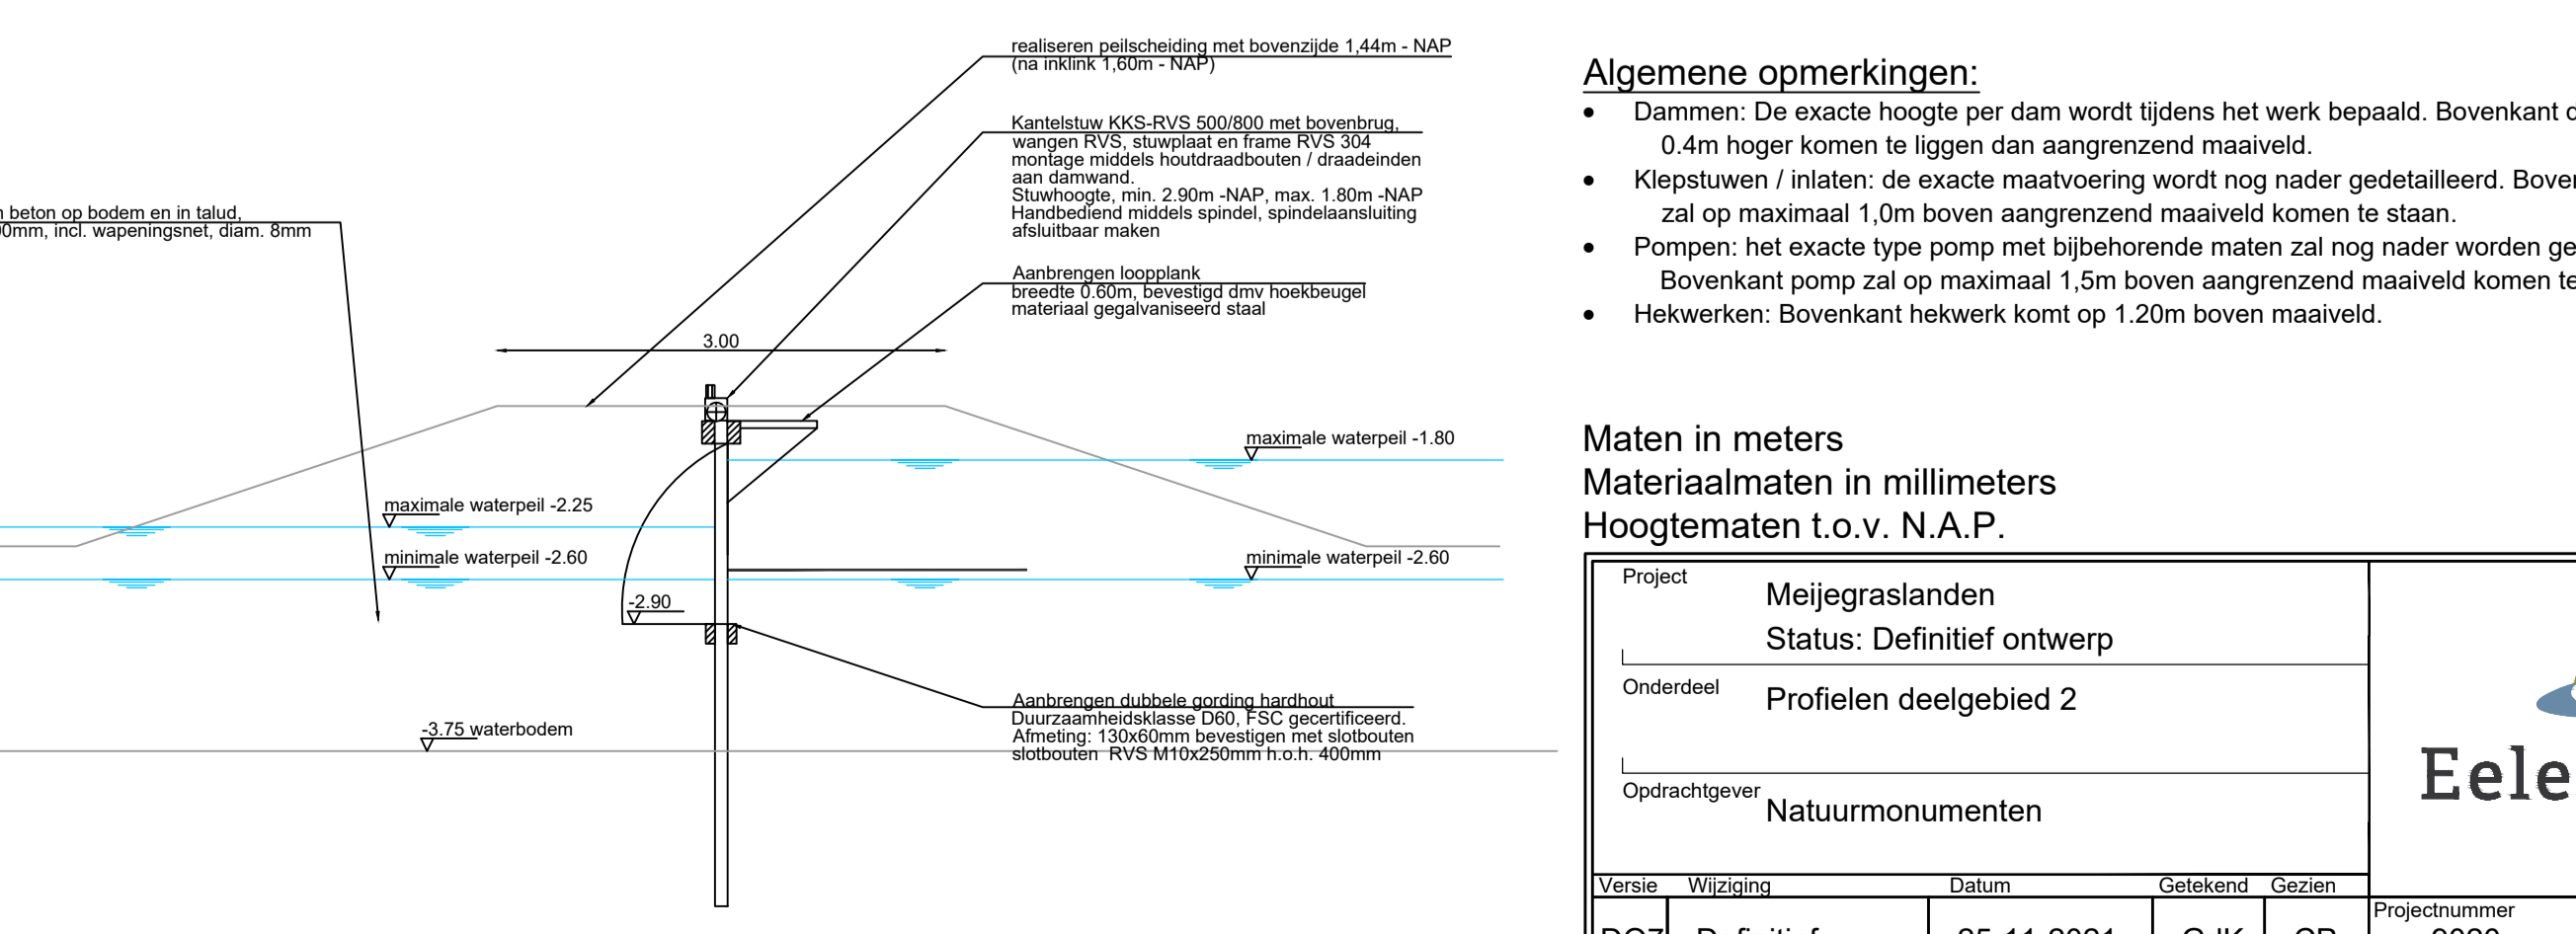 realiseren peilscheiding met bovenzijde 1,44m - NAP
(na inklink 1,60m - NAP)
Kantelstuw KKS-RVS 500/800 met bovenbrug,
wangen RVS, stuwplaat en frame RVS 304
montage middels houtdraadbouten / draadeinden
aan damwand.
Stuwhoogte, min. 2.90m -NAP, max. 1.80m -NAP
Handbediend middels spindel, spindelaansluiting
afsluitbaar maken
beton op bodem en in talud,
0mm, incl. wapeningsnet, diam. 8mm
Aanbrengen loopplank
breedte 0.60m, bevestigd dmv hoekbeugel
materiaal gegalvaniseerd staal
3.00
maximale waterpeil -1.80
maximale waterpeil -2.25
minimale waterpeil -2.60
minimale waterpeil -2.60
-2.90
Aanbrengen dubbele gording hardhout
Duurzaamheidsklasse D60, FSC gecertificeerd.
Afmeting: 130x60mm bevestigen met slotbouten
slotbouten RVS M10x250mm h.o.h. 400mm
-3.75 waterbodem
Algemene opmerkingen:
• Dammen: De exacte hoogte per dam wordt tijdens het werk bepaald. Bovenkant
0.4m hoger komen te liggen dan aangrenzend maaiveld.
• Klepstuwen / inlaten: de exacte maatvoering wordt nog nader gedetailleerd.
zal op maximaal 1,0m boven aangrenzend maaiveld komen te staan.
• Pompen: het exacte type pomp met bijbehorende maten zal nog nader worden
Bovenkant pomp zal op maximaal 1,5m boven aangrenzend maaiveld komen te
• Hekwerken: Bovenkant hekwerk komt op 1.20m boven maaiveld.
Maten in meters
Materiaalmaten in millimeters
Hoogtematen t.o.v. N.A.P.
Project
Meijegraslanden
Status: Definitief ontwerp
Onderdeel
Profielen deelgebied 2
Opdrachtgever
Natuurmonumenten
Eele
Versie Wijziging Datum Getekend Gezien
Projectnummer
Definitief